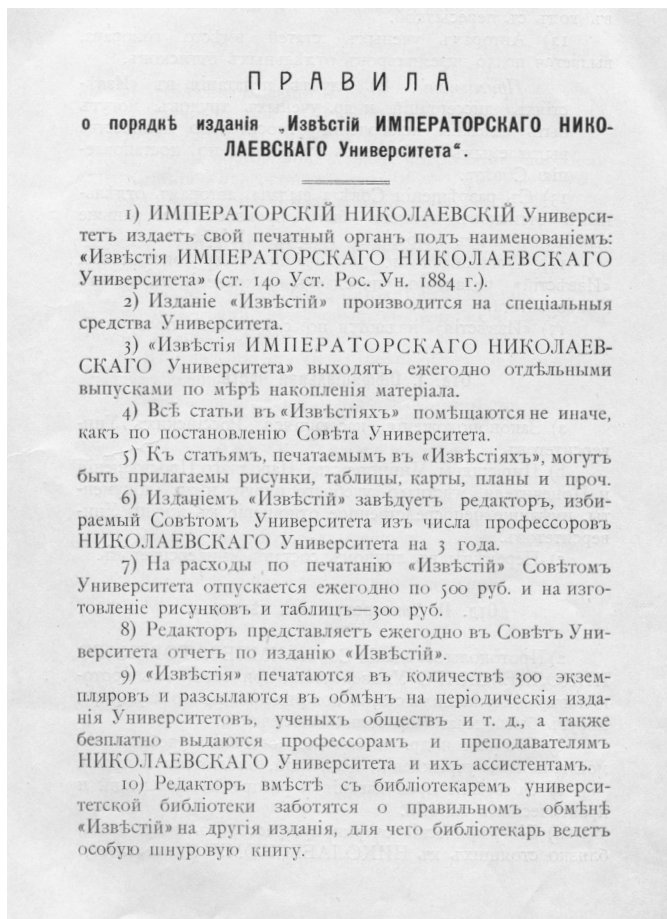 ПРАВИЛА
о порядкѣ изданія „Извѣстій ИМПЕРАТОРСКАГО НИКО-
ЛАЕВСКАГО Университета“.
1) ИМПЕРАТОРСКІЙ НИКОЛАЕВСКІЙ Универси-
тетъ издаетъ свой печатный органъ подъ наименованіемъ:
«Извѣстія ИМПЕРАТОРСКАГО НИКОЛАЕВСКАГО
Университета» (ст. 140 Уст. Рос. Ун. 1884 г.).
2) Изданіе «Извѣстій» производится на спеціальныя
средства Университета.
3) «Извѣстія ИМПЕРАТОРСКАГО НИКОЛАЕВ-
СКАГО Университета» выходятъ ежегодно отдѣльными
выпусками по мѣрѣ накопленія матеріала.
4) Всѣ статьи въ «Извѣстіяхъ» помѣщаются не иначе,
какъ по постановленію Совѣта Университета.
5) Къ статьямъ, печатаемымъ въ «Извѣстіяхъ», могутъ
быть прилагаемы рисунки, таблицы, карты, планы и проч.
6) Изданіемъ «Извѣстій» завѣдуетъ редакторъ, изби-
раемый Совѣтомъ Университета изъ числа профессоровъ
НИКОЛАЕВСКАГО Университета на 3 года.
7) На расходы по печатанію «Извѣстій» Совѣтомъ
Университета отпускается ежегодно по 500 руб. и на изго-
товленіе рисунковъ и таблицъ—300 руб.
8) Редакторъ представляетъ ежегодно въ Совѣтъ Уни-
верситета отчетъ по изданію «Извѣстій».
9) «Извѣстія» печатаются въ количествѣ 300 экзем-
пляровъ и разсылаются въ обмѣнъ на періодическія изда-
нія Университетовъ, ученыхъ обществъ и т. д., а также
безплатно выдаются профессорамъ и преподавателямъ
НИКОЛАЕВСКАГО Университета и ихъ ассистентамъ.
10) Редакторъ вмѣстѣ съ библіотекаремъ универси-
тетской библіотеки заботятся о правильномъ обмѣнѣ
«Извѣстій» на другія изданія, для чего библіотекарь ведетъ
особую шнуровую книгу.